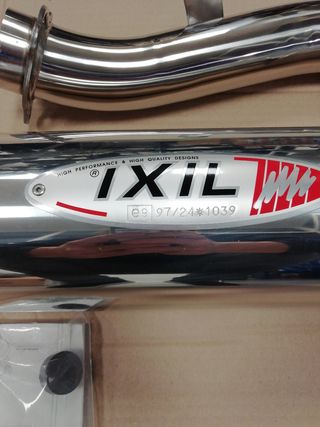 HIGH PERFORMANCE & HIGH QUALITY DESIGNS
IXIL®
e9 97/24*1039